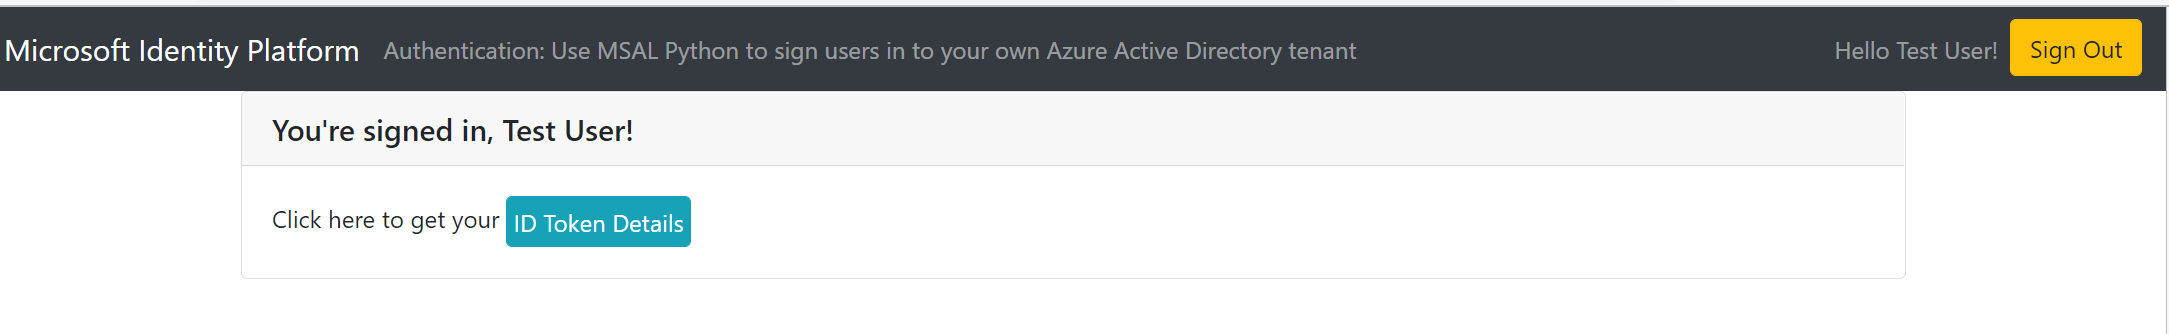 Microsoft Identity Platform Authentication: Use MSAL Python to sign users in to your own Azure Active Directory tenant Hello Test User! Sign Out
You're signed in, Test User!
Click here to get your ID Token Details